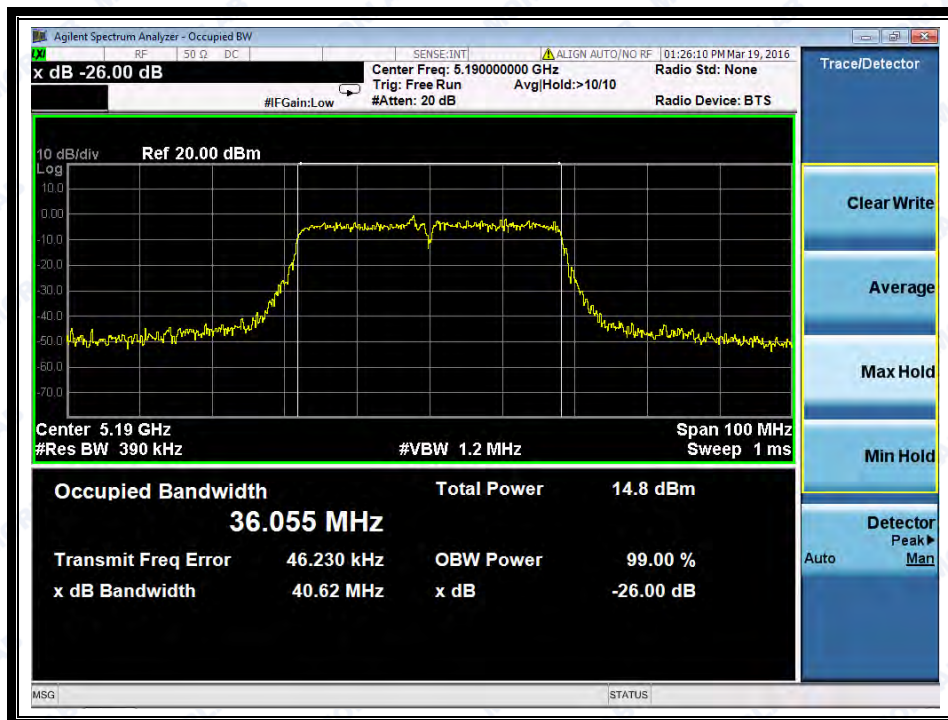 Agilent Spectrum Analyzer - Occupied BW
LXI RF 50 Ω DC SENSE:INT ALIGN AUTO/NO RF 01:26:10 PM Mar 19, 2016
x dB -26.00 dB
Center Freq: 5.190000000 GHz Radio Std: None
Trig: Free Run Avg|Hold:>10/10
#IFGain:Low #Atten: 20 dB Radio Device: BTS
10 dB/div Ref 20.00 dBm
Log
10.0
0.00
-10.0
-20.0
-30.0
-40.0
-50.0
-60.0
-70.0
Center 5.19 GHz Span 100 MHz
#Res BW 390 kHz #VBW 1.2 MHz Sweep 1 ms
Occupied Bandwidth Total Power 14.8 dBm
36.055 MHz
Transmit Freq Error 46.230 kHz OBW Power 99.00 %
x dB Bandwidth 40.62 MHz x dB -26.00 dB
MSG STATUS
Trace/Detector
Clear Write
Average
Max Hold
Min Hold
Detector
Peak▶
Auto Man